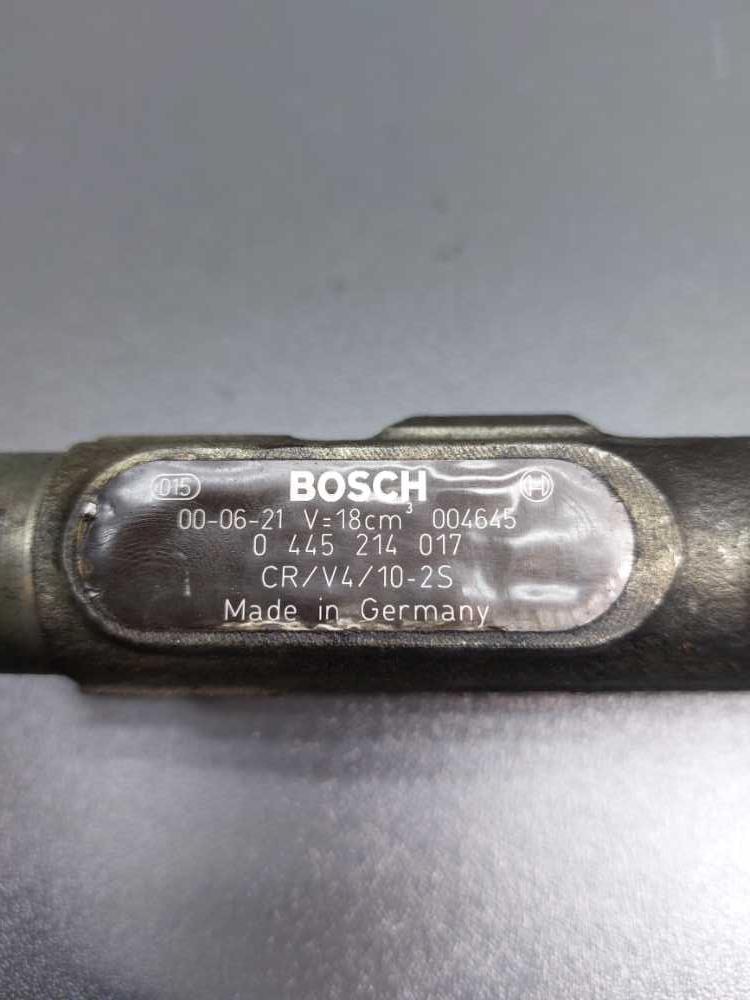 015 BOSCH H
00-06-21 V=18cm³ 004645
0 445 214 017
CR/V4/10-2S
Made in Germany